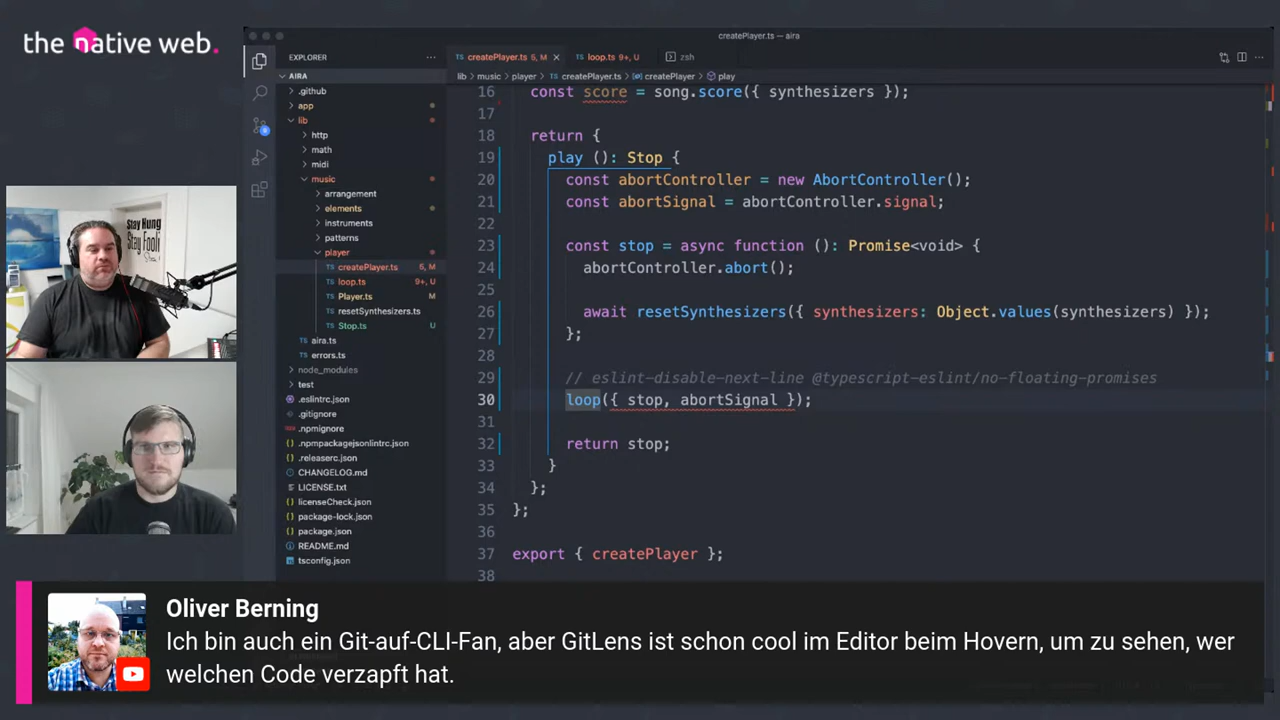 the native web.
createPlayer.ts — aira
EXPLORER
createPlayer.ts 5, M
loop.ts 9+, U
zsh
AIRA
lib › music › player › createPlayer.ts › createPlayer › play
.github
app
lib
http
math
midi
music
arrangement
elements
instruments
patterns
player
createPlayer.ts 5, M
loop.ts 9+, U
Player.ts M
resetSynthesizers.ts
Stop.ts U
aira.ts
errors.ts
node_modules
test
.eslintrc.json
.gitignore
.npmignore
.npmpackagejsonlintrc.json
.releaserc.json
CHANGELOG.md
LICENSE.txt
licenseCheck.json
package-lock.json
package.json
README.md
tsconfig.json
16 const score = song.score({ synthesizers });
17
18 return {
19 play (): Stop {
20 const abortController = new AbortController();
21 const abortSignal = abortController.signal;
22
23 const stop = async function (): Promise<void> {
24 abortController.abort();
25
26 await resetSynthesizers({ synthesizers: Object.values(synthesizers) });
27 };
28
29 // eslint-disable-next-line @typescript-eslint/no-floating-promises
30 loop({ stop, abortSignal });
31
32 return stop;
33 }
34 };
35 };
36
37 export { createPlayer };
38
Stay Hung
Stay Fooli
Oliver Berning
Ich bin auch ein Git-auf-CLI-Fan, aber GitLens ist schon cool im Editor beim Hovern, um zu sehen, wer
welchen Code verzapft hat.